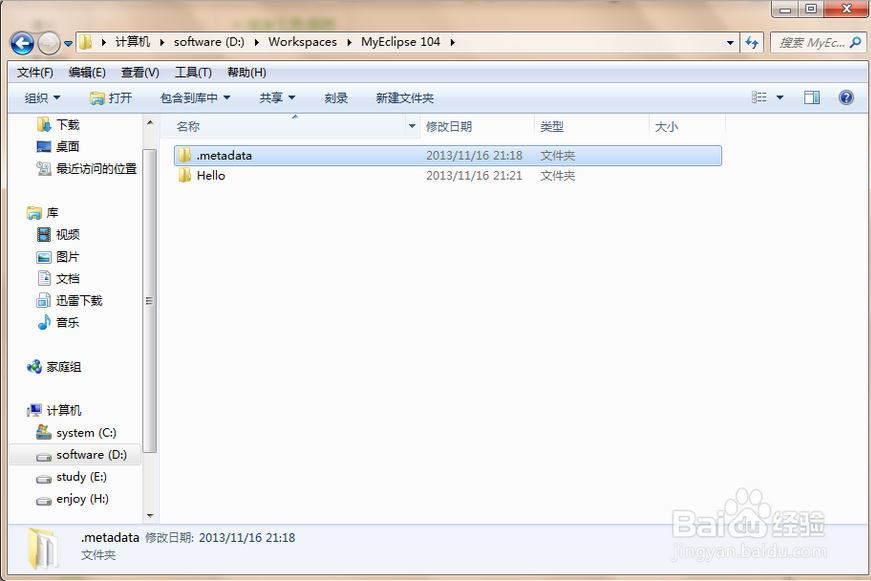 计算机 software (D:) Workspaces MyEclipse 104
搜索 MyEc...
文件(F) 编辑(E) 查看(V) 工具(T) 帮助(H)
组织 打开 包含到库中 共享 刻录 新建文件夹
名称 修改日期 类型 大小
.metadata 2013/11/16 21:18 文件夹
Hello 2013/11/16 21:21 文件夹
下载
桌面
最近访问的位置
库
视频
图片
文档
迅雷下载
音乐
家庭组
计算机
system (C:)
software (D:)
study (E:)
enjoy (H:)
.metadata 修改日期: 2013/11/16 21:18
文件夹
Baidu 经验
jingyan.baidu.com